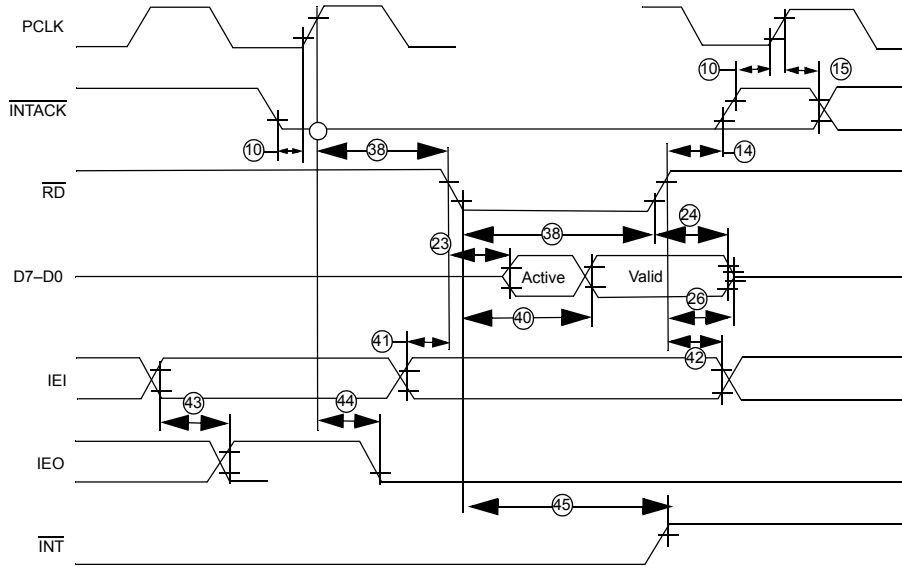 PCLK
10
15
INTACK
10
38
14
RD
24
23
38
D7–D0
Active
Valid
26
40
41
42
IEI
43
44
IEO
45
INT